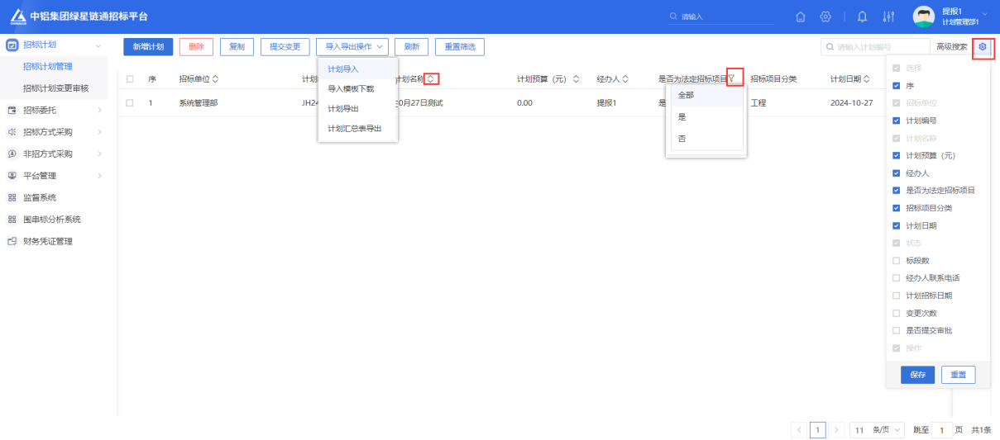 中铝集团绿星链通招标平台
请输入
提报1
计划管理部1
招标计划
招标计划管理
招标计划变更审核
招标委托
招标方式采购
非招方式采购
平台管理
监督系统
围串标分析系统
财务凭证管理
新增计划 删除 复制 提交变更 导入导出操作 刷新 重置筛选
请输入计划编号
高级搜索
计划导入
导入模板下载
计划导出
计划汇总表导出
序 招标单位 计划 计划名称 计划预算（元） 经办人 是否为法定招标项目 招标项目分类 计划日期
1 系统管理部 JH24 0月27日测试 0.00 提报1 是 工程 2024-10-27
全部
是
否
选择
序
招标单位
计划编号
计划名称
计划预算（元）
经办人
是否为法定招标项目
招标项目分类
计划日期
状态
标段数
经办人联系电话
计划招标日期
变更次数
是否提交审批
操作
保存 重置
1 11 条/页 跳至 1 页 共1条